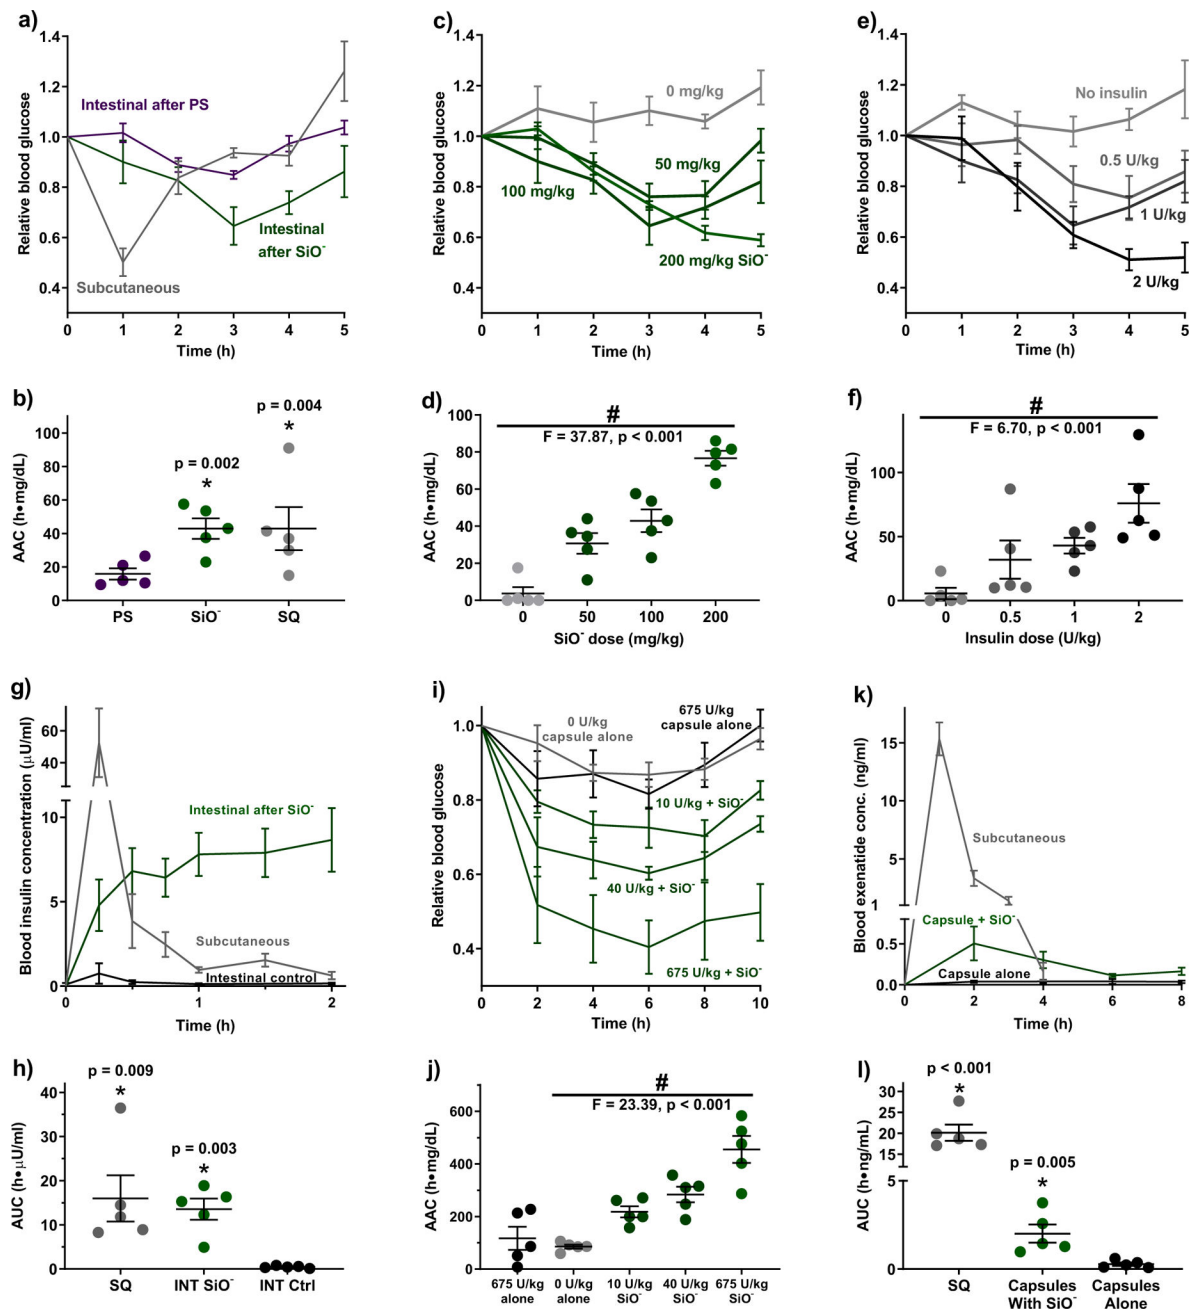 a)
Relative blood glucose
1.4
1.2
1.0
0.8
0.6
0.4
Intestinal after PS
Intestinal
after SiO⁻
Subcutaneous
0 1 2 3 4 5
Time (h)
c)
Relative blood glucose
1.4
1.2
1.0
0.8
0.6
0.4
0 mg/kg
50 mg/kg
100 mg/kg
200 mg/kg SiO⁻
0 1 2 3 4 5
Time (h)
e)
Relative blood glucose
1.4
1.2
1.0
0.8
0.6
0.4
No insulin
0.5 U/kg
1 U/kg
2 U/kg
0 1 2 3 4 5
Time (h)
b)
AAC (h•mg/dL)
100
80
60
40
20
0
p = 0.002
*
p = 0.004
*
PS SiO⁻ SQ
d)
AAC (h•mg/dL)
100
80
60
40
20
0
#
F = 37.87, p < 0.001
0 50 100 200
SiO⁻ dose (mg/kg)
f)
AAC (h•mg/dL)
100
50
0
#
F = 6.70, p < 0.001
0 0.5 1 2
Insulin dose (U/kg)
g)
Blood insulin concentration (µU/ml)
60
40
10
5
0
Intestinal after SiO⁻
Subcutaneous
Intestinal control
0 1 2
Time (h)
i)
Relative blood glucose
1.0
0.8
0.6
0.4
0 U/kg
capsule alone
675 U/kg
capsule alone
10 U/kg + SiO⁻
40 U/kg + SiO⁻
675 U/kg + SiO⁻
0 2 4 6 8 10
Time (h)
k)
Blood exenatide conc. (ng/ml)
15
10
5
1
0.5
0.0
Subcutaneous
Capsule + SiO⁻
Capsule alone
0 2 4 6 8
Time (h)
h)
AUC (h•µU/ml)
40
30
20
10
0
p = 0.009
*
p = 0.003
*
SQ INT SiO⁻ INT Ctrl
j)
AAC (h•mg/dL)
600
400
200
0
#
F = 23.39, p < 0.001
675 U/kg 0 U/kg 10 U/kg 40 U/kg 675 U/kg
alone alone SiO⁻ SiO⁻ SiO⁻
l)
AUC (h•ng/mL)
30
25
20
15
5
0
p < 0.001
*
p = 0.005
*
SQ Capsules Capsules
With SiO⁻ Alone